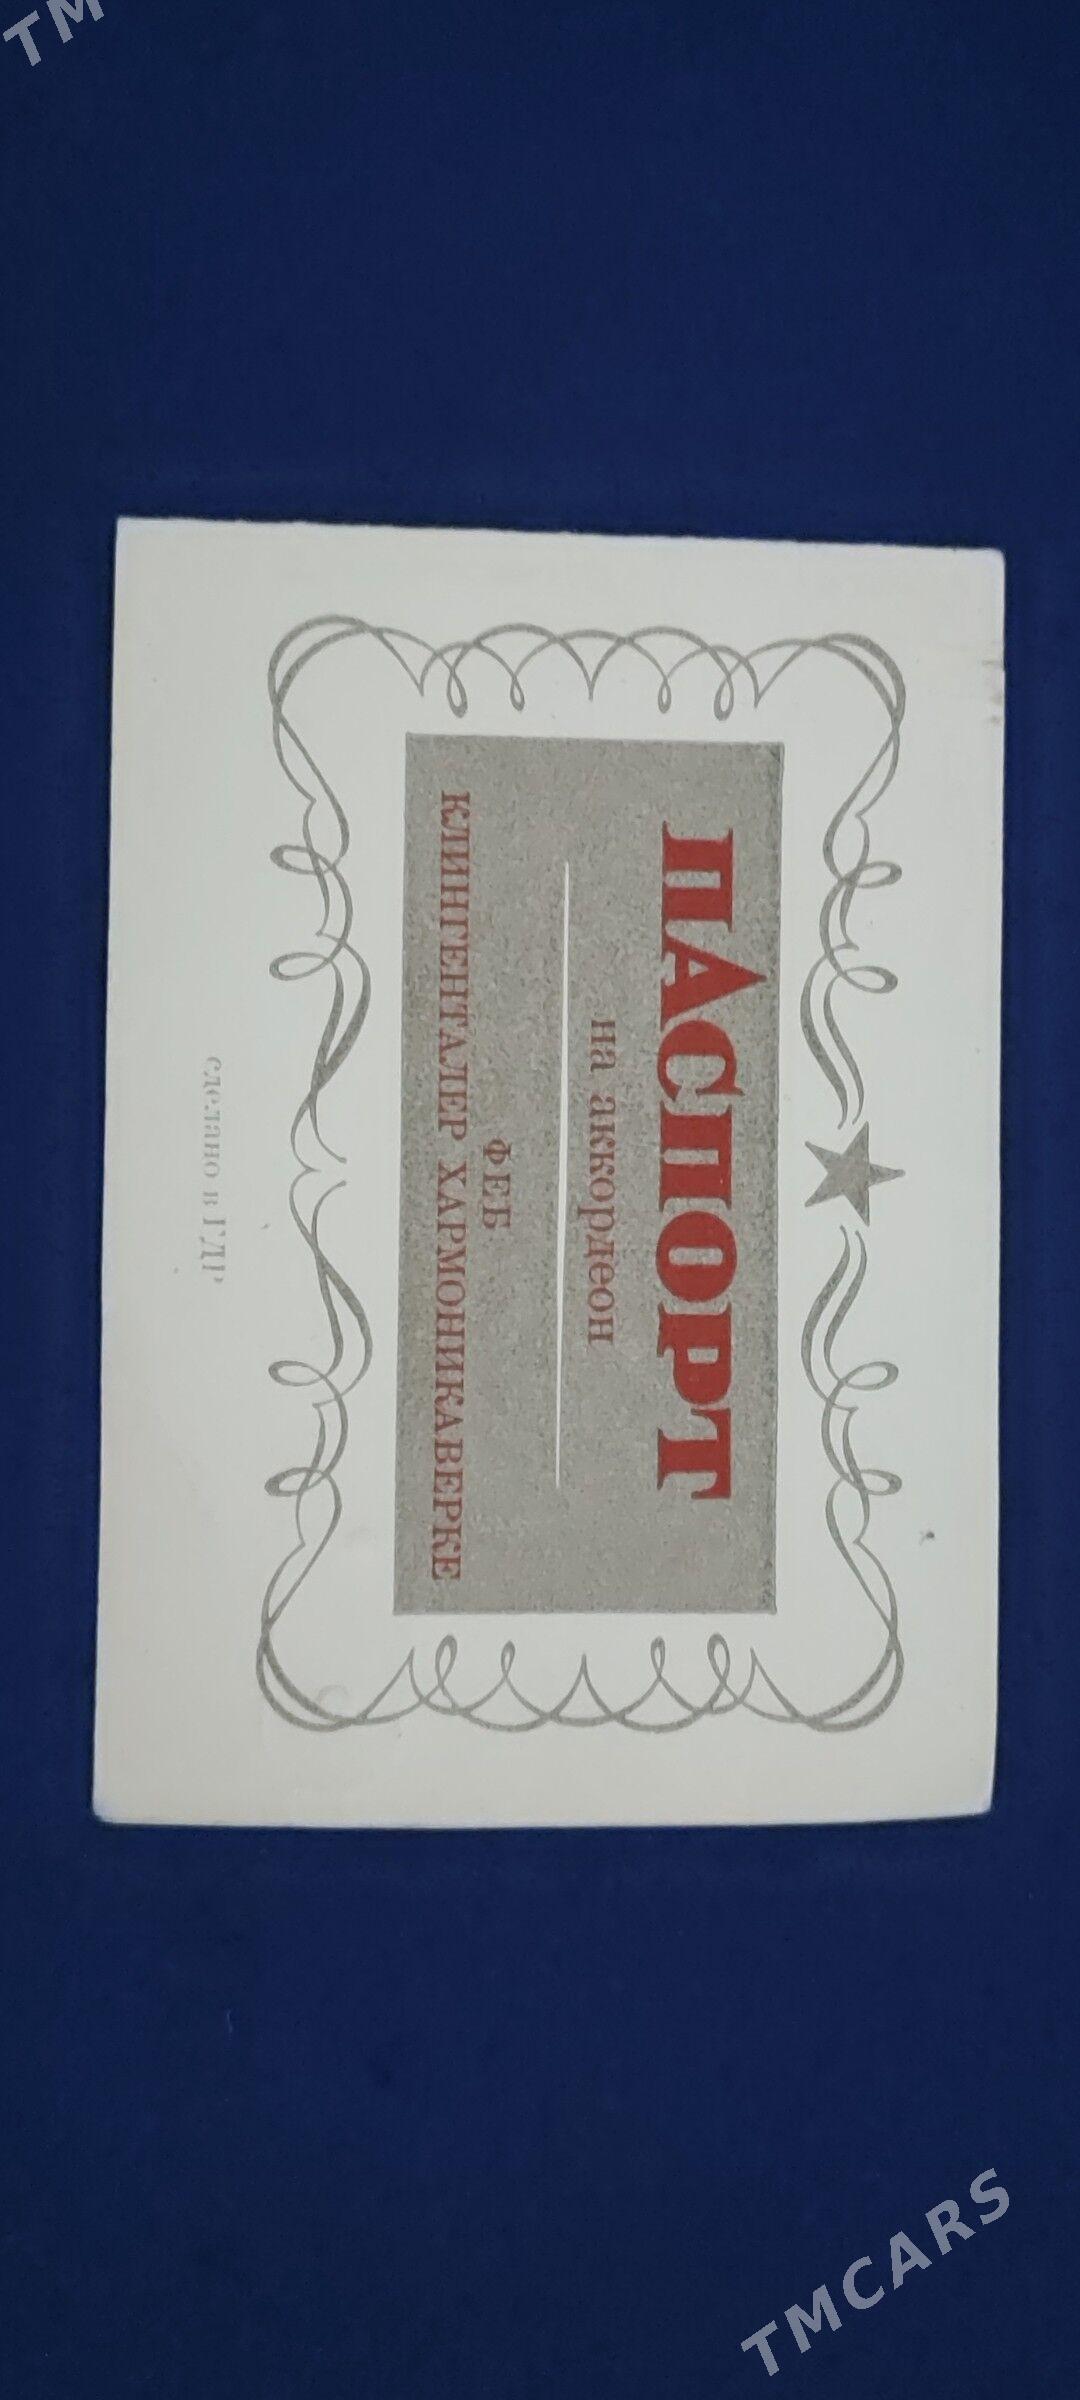 ПАСПОРТ
на аккордеон
ФЕБ
КЛИНГЕНТАЛЕР ХАРМОНИКАВЕРКЕ
сделано в ГДР
TM
TMCARS